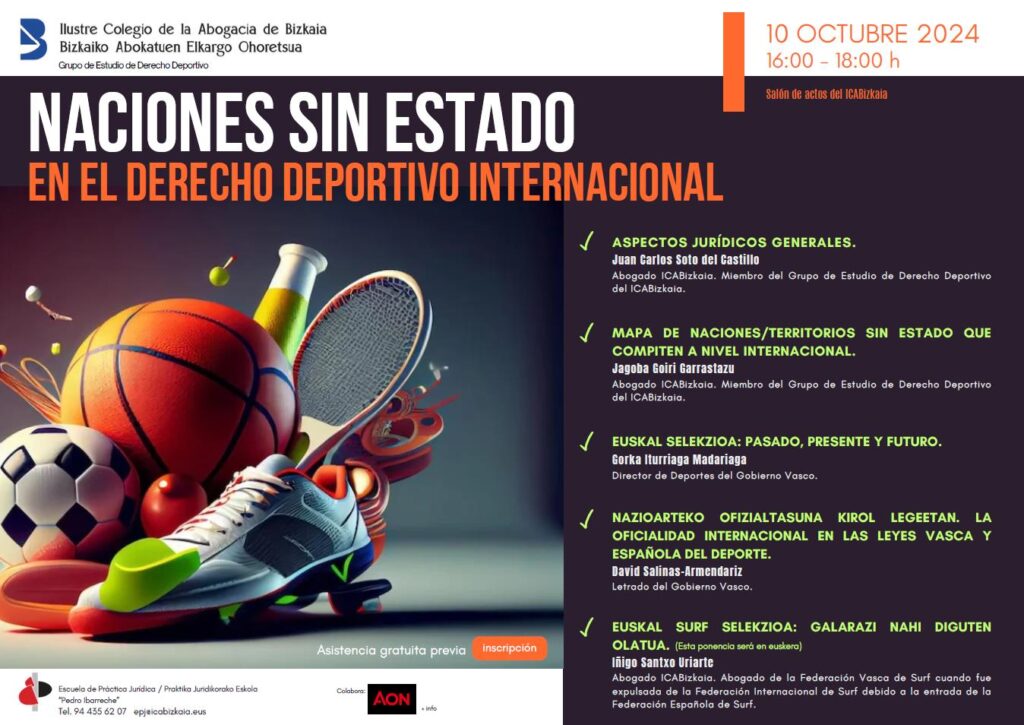 Ilustre Colegio de la Abogacía de Bizkaia
Bizkaiko Abokatuen Elkargo Ohoretsua
Grupo de Estudio de Derecho Deportivo
10 OCTUBRE 2024
16:00 - 18:00 h
Salón de actos del ICABizkaia
NACIONES SIN ESTADO
EN EL DERECHO DEPORTIVO INTERNACIONAL
ASPECTOS JURÍDICOS GENERALES.
Juan Carlos Soto del Castillo
Abogado ICABizkaia. Miembro del Grupo de Estudio de Derecho Deportivo
del ICABizkaia.
MAPA DE NACIONES/TERRITORIOS SIN ESTADO QUE
COMPITEN A NIVEL INTERNACIONAL.
Jagoba Goiri Garrastazu
Abogado ICABizkaia. Miembro del Grupo de Estudio de Derecho Deportivo
del ICABizkaia.
EUSKAL SELEKZIOA: PASADO, PRESENTE Y FUTURO.
Gorka Iturriaga Madariaga
Director de Deportes del Gobierno Vasco.
NAZIOARTEKO OFIZIALTASUNA KIROL LEGEETAN. LA
OFICIALIDAD INTERNACIONAL EN LAS LEYES VASCA Y
ESPAÑOLA DEL DEPORTE.
David Salinas-Armendariz
Letrado del Gobierno Vasco.
EUSKAL SURF SELEKZIOA: GALARAZI NAHI DIGUTEN
OLATUA. (Esta ponencia será en euskera)
Iñigo Santxo Uriarte
Abogado ICABizkaia. Abogado de la Federación Vasca de Surf cuando fue
expulsada de la Federación Internacional de Surf debido a la entrada de la
Federación Española de Surf.
Asistencia gratuita previa inscripción
Escuela de Práctica Jurídica / Praktika Juridikorako Eskola
"Pedro Ibarreche"
Tel. 94 435 62 07 epj@icabizkaia.eus
Colabora:
AON
+ info